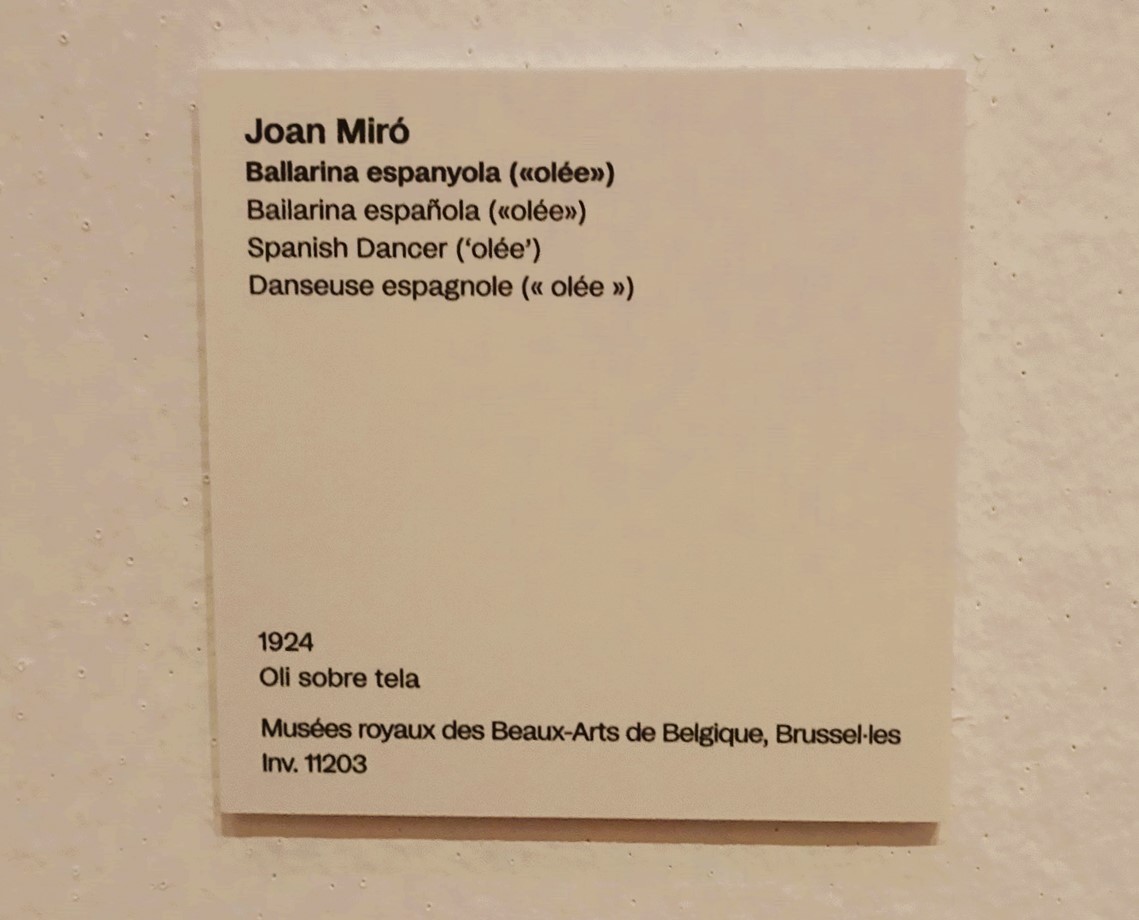 Joan Miró
Ballarina espanyola («olée»)
Bailarina española («olée»)
Spanish Dancer (‘olée’)
Danseuse espagnole (« olée »)
1924
Oli sobre tela
Musées royaux des Beaux-Arts de Belgique, Brussel·les
Inv. 11203